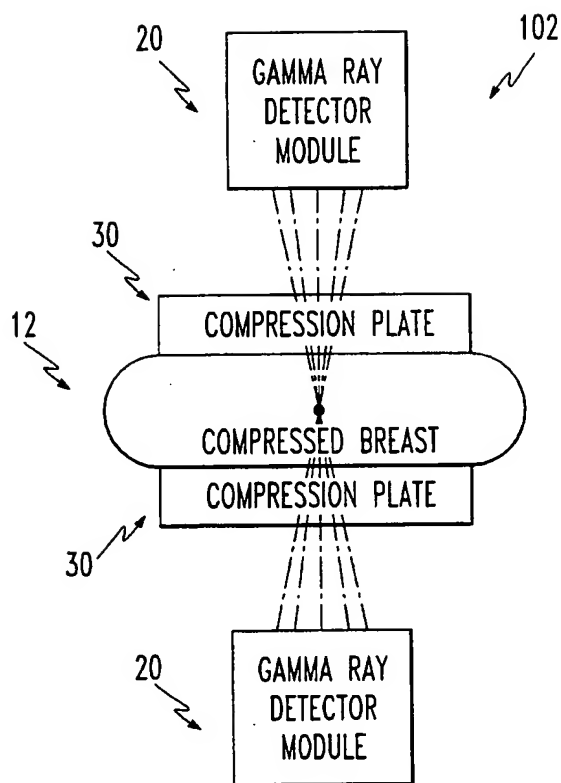 20
102
GAMMA RAY
DETECTOR
MODULE
30
COMPRESSION PLATE
12
COMPRESSED BREAST
COMPRESSION PLATE
30
20
GAMMA RAY
DETECTOR
MODULE